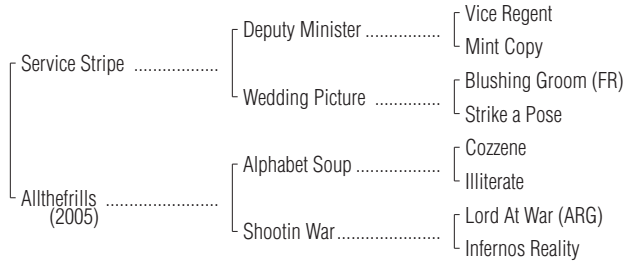 Vice Regent
Deputy Minister ..................
Mint Copy
Service Stripe ..................
Blushing Groom (FR)
Wedding Picture ...............
Strike a Pose
Cozzene
Alphabet Soup ....................
Illiterate
Allthefrills ........................
(2005)
Lord At War (ARG)
Shootin War........................
Infernos Reality